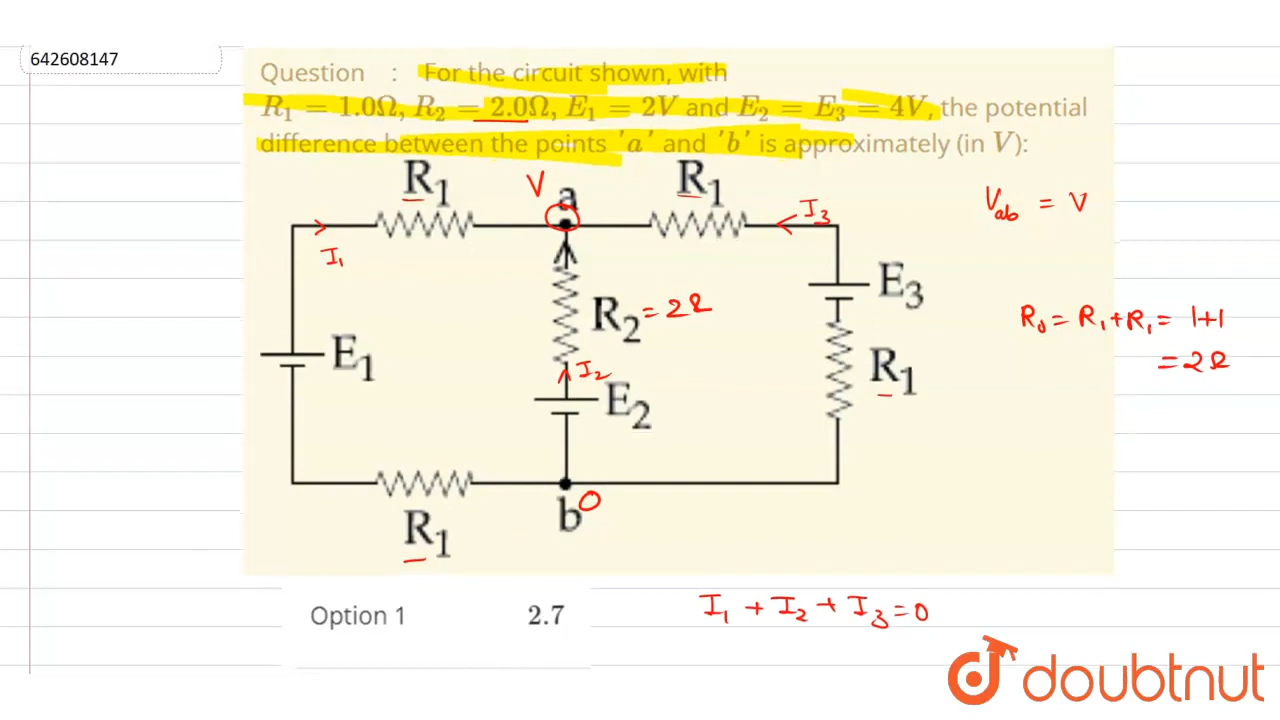 642608147
Question : For the circuit shown, with
R₁ = 1.0Ω, R₂ = 2.0Ω, E₁ = 2V and E₂ = E₃ = 4V, the potential
difference between the points 'a' and 'b' is approximately (in V):
R₁ V a R₁ I₃
V_ab = V
I₁
E₃
R₂ = 2Ω
R₀ = R₁ + R₁ = 1+1
= 2Ω
E₁ I₂ R₁
E₂
b 0
R₁
Option 1 2.7
I₁ + I₂ + I₃ = 0
doubtnut